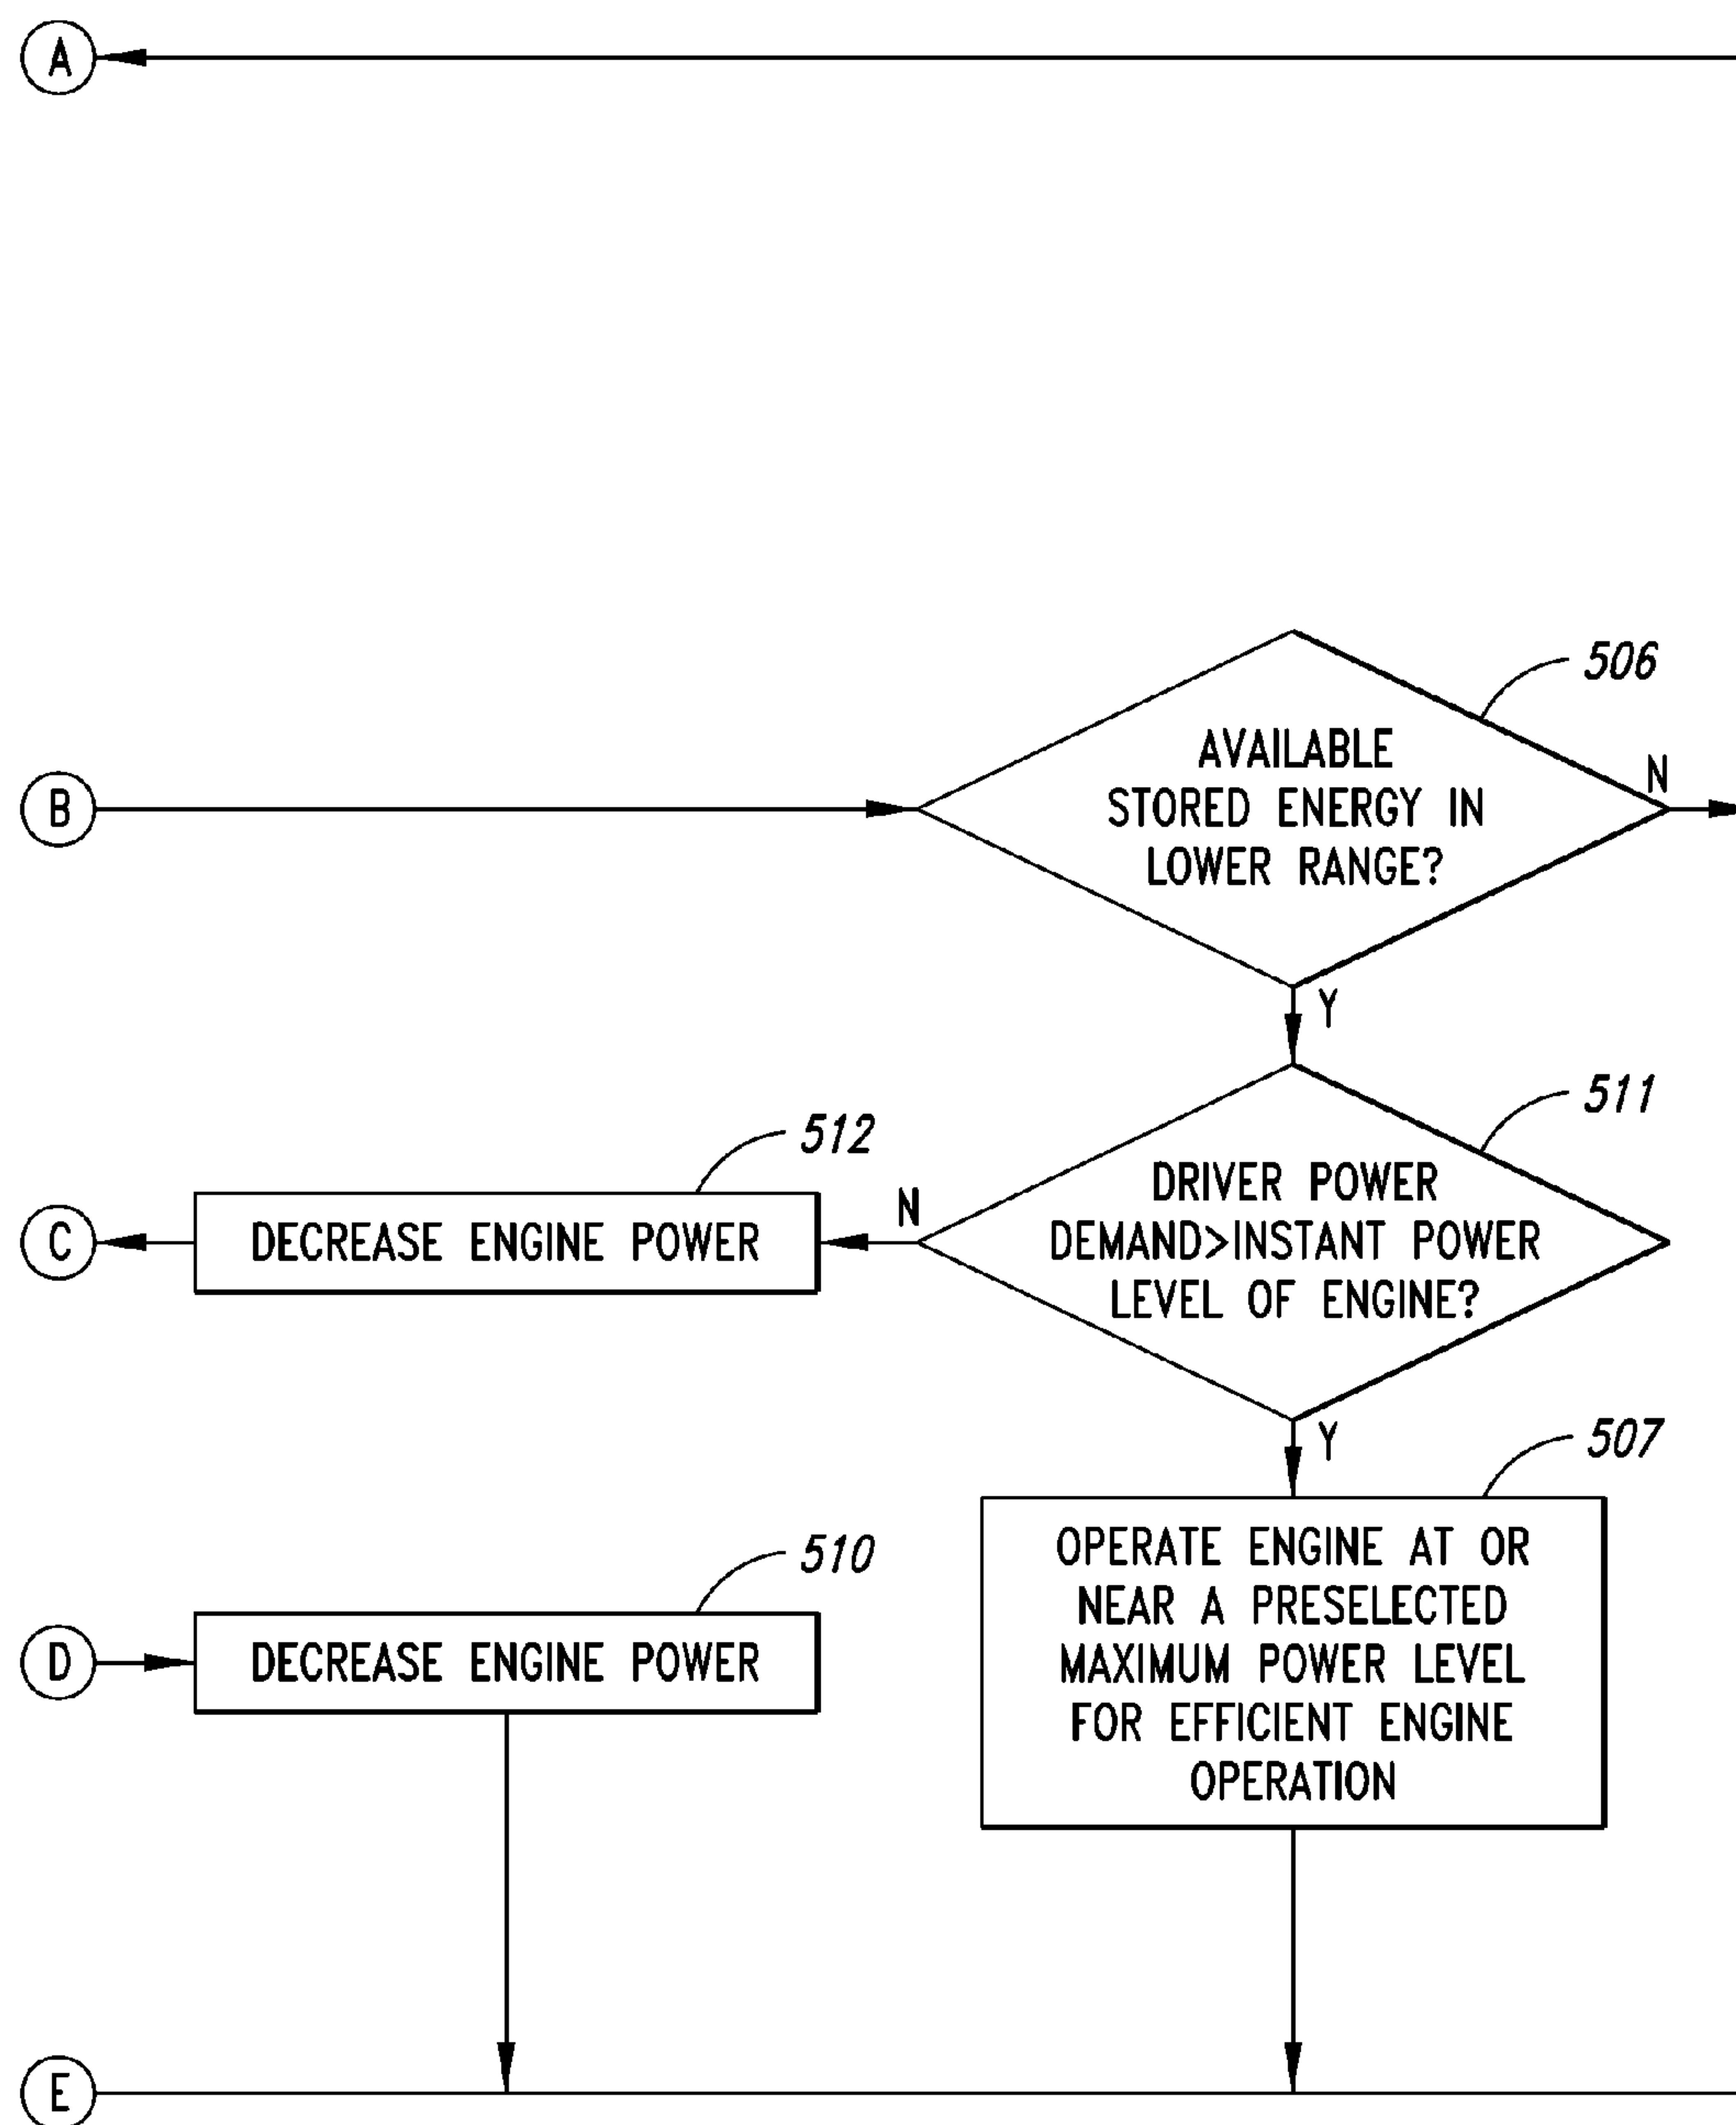 A
506
AVAILABLE
STORED ENERGY IN
LOWER RANGE?
N
B
Y
511
512
DRIVER POWER
DEMAND>INSTANT POWER
LEVEL OF ENGINE?
N
DECREASE ENGINE POWER
C
Y
507
510
OPERATE ENGINE AT OR
NEAR A PRESELECTED
MAXIMUM POWER LEVEL
FOR EFFICIENT ENGINE
OPERATION
DECREASE ENGINE POWER
D
E